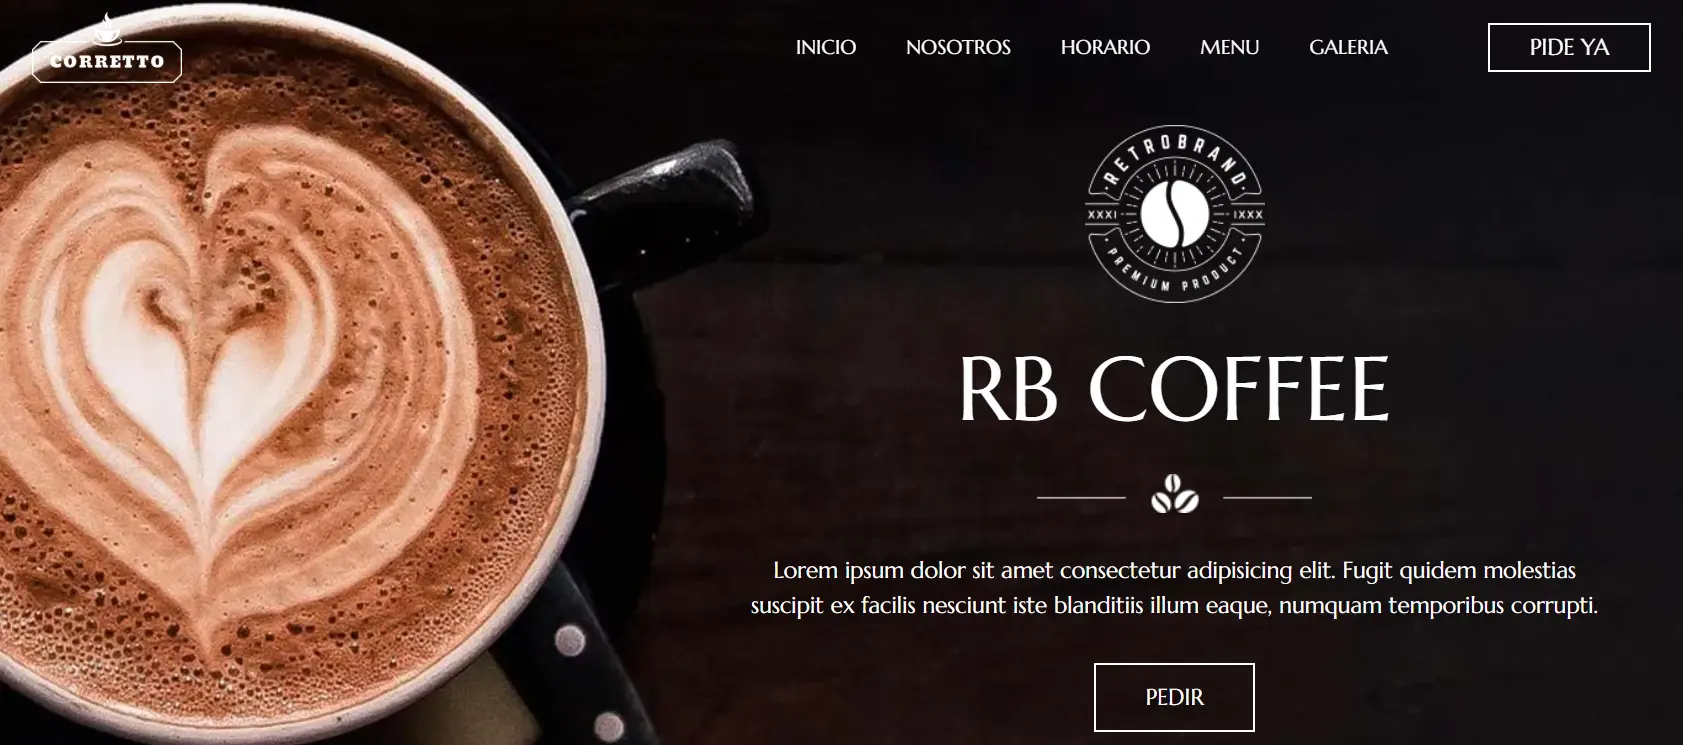 CORRETTO
INICIO NOSOTROS HORARIO MENU GALERIA PIDE YA
RETROBRAND
XXXI IXXX
PREMIUM PRODUCT
RB COFFEE
Lorem ipsum dolor sit amet consectetur adipisicing elit. Fugit quidem molestias
suscipit ex facilis nesciunt iste blanditiis illum eaque, numquam temporibus corrupti.
PEDIR